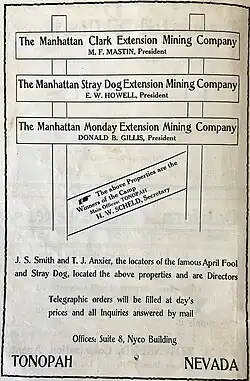 The Manhattan Clark Extension Mining Company
M. F. MASTIN, President
The Manhattan Stray Dog Extension Mining Company
E. W. HOWELL, President
The Manhattan Monday Extension Mining Company
DONALD B. GILLIS, President
The above Properties are the
Winners of the Camp
Main Offices TONOPAH
H. W. SCHELD, Secretary
J. S. Smith and T. J. Anxier, the locators of the famous April Fool
and Stray Dog, located the above properties and are Directors
Telegraphic orders will be filled at day's
prices and all Inquiries answered by mail
Offices: Suite 8, Nyco Building
TONOPAH NEVADA